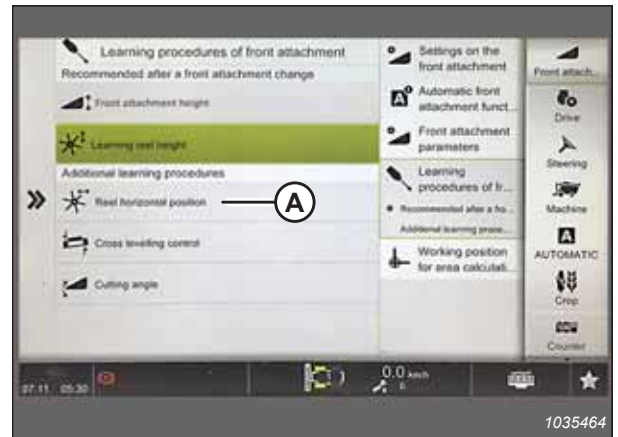 Learning procedures of front attachment
Recommended after a front attachment change
Front attachment height
Learning reel height
Additional learning procedures
Reel horizontal position
A
Cross levelling control
Cutting angle
Settings on the
front attachment
Automatic front
attachment funct...
Front attachment
parameters
Learning
procedures of fr...
Recommended after a fro...
Additional learning proce...
Working position
for area calculati...
Front attach...
Drive
Steering
Machine
AUTOMATIC
Crop
Counter
07.11 05:30
0.0 km/h
0
1035464